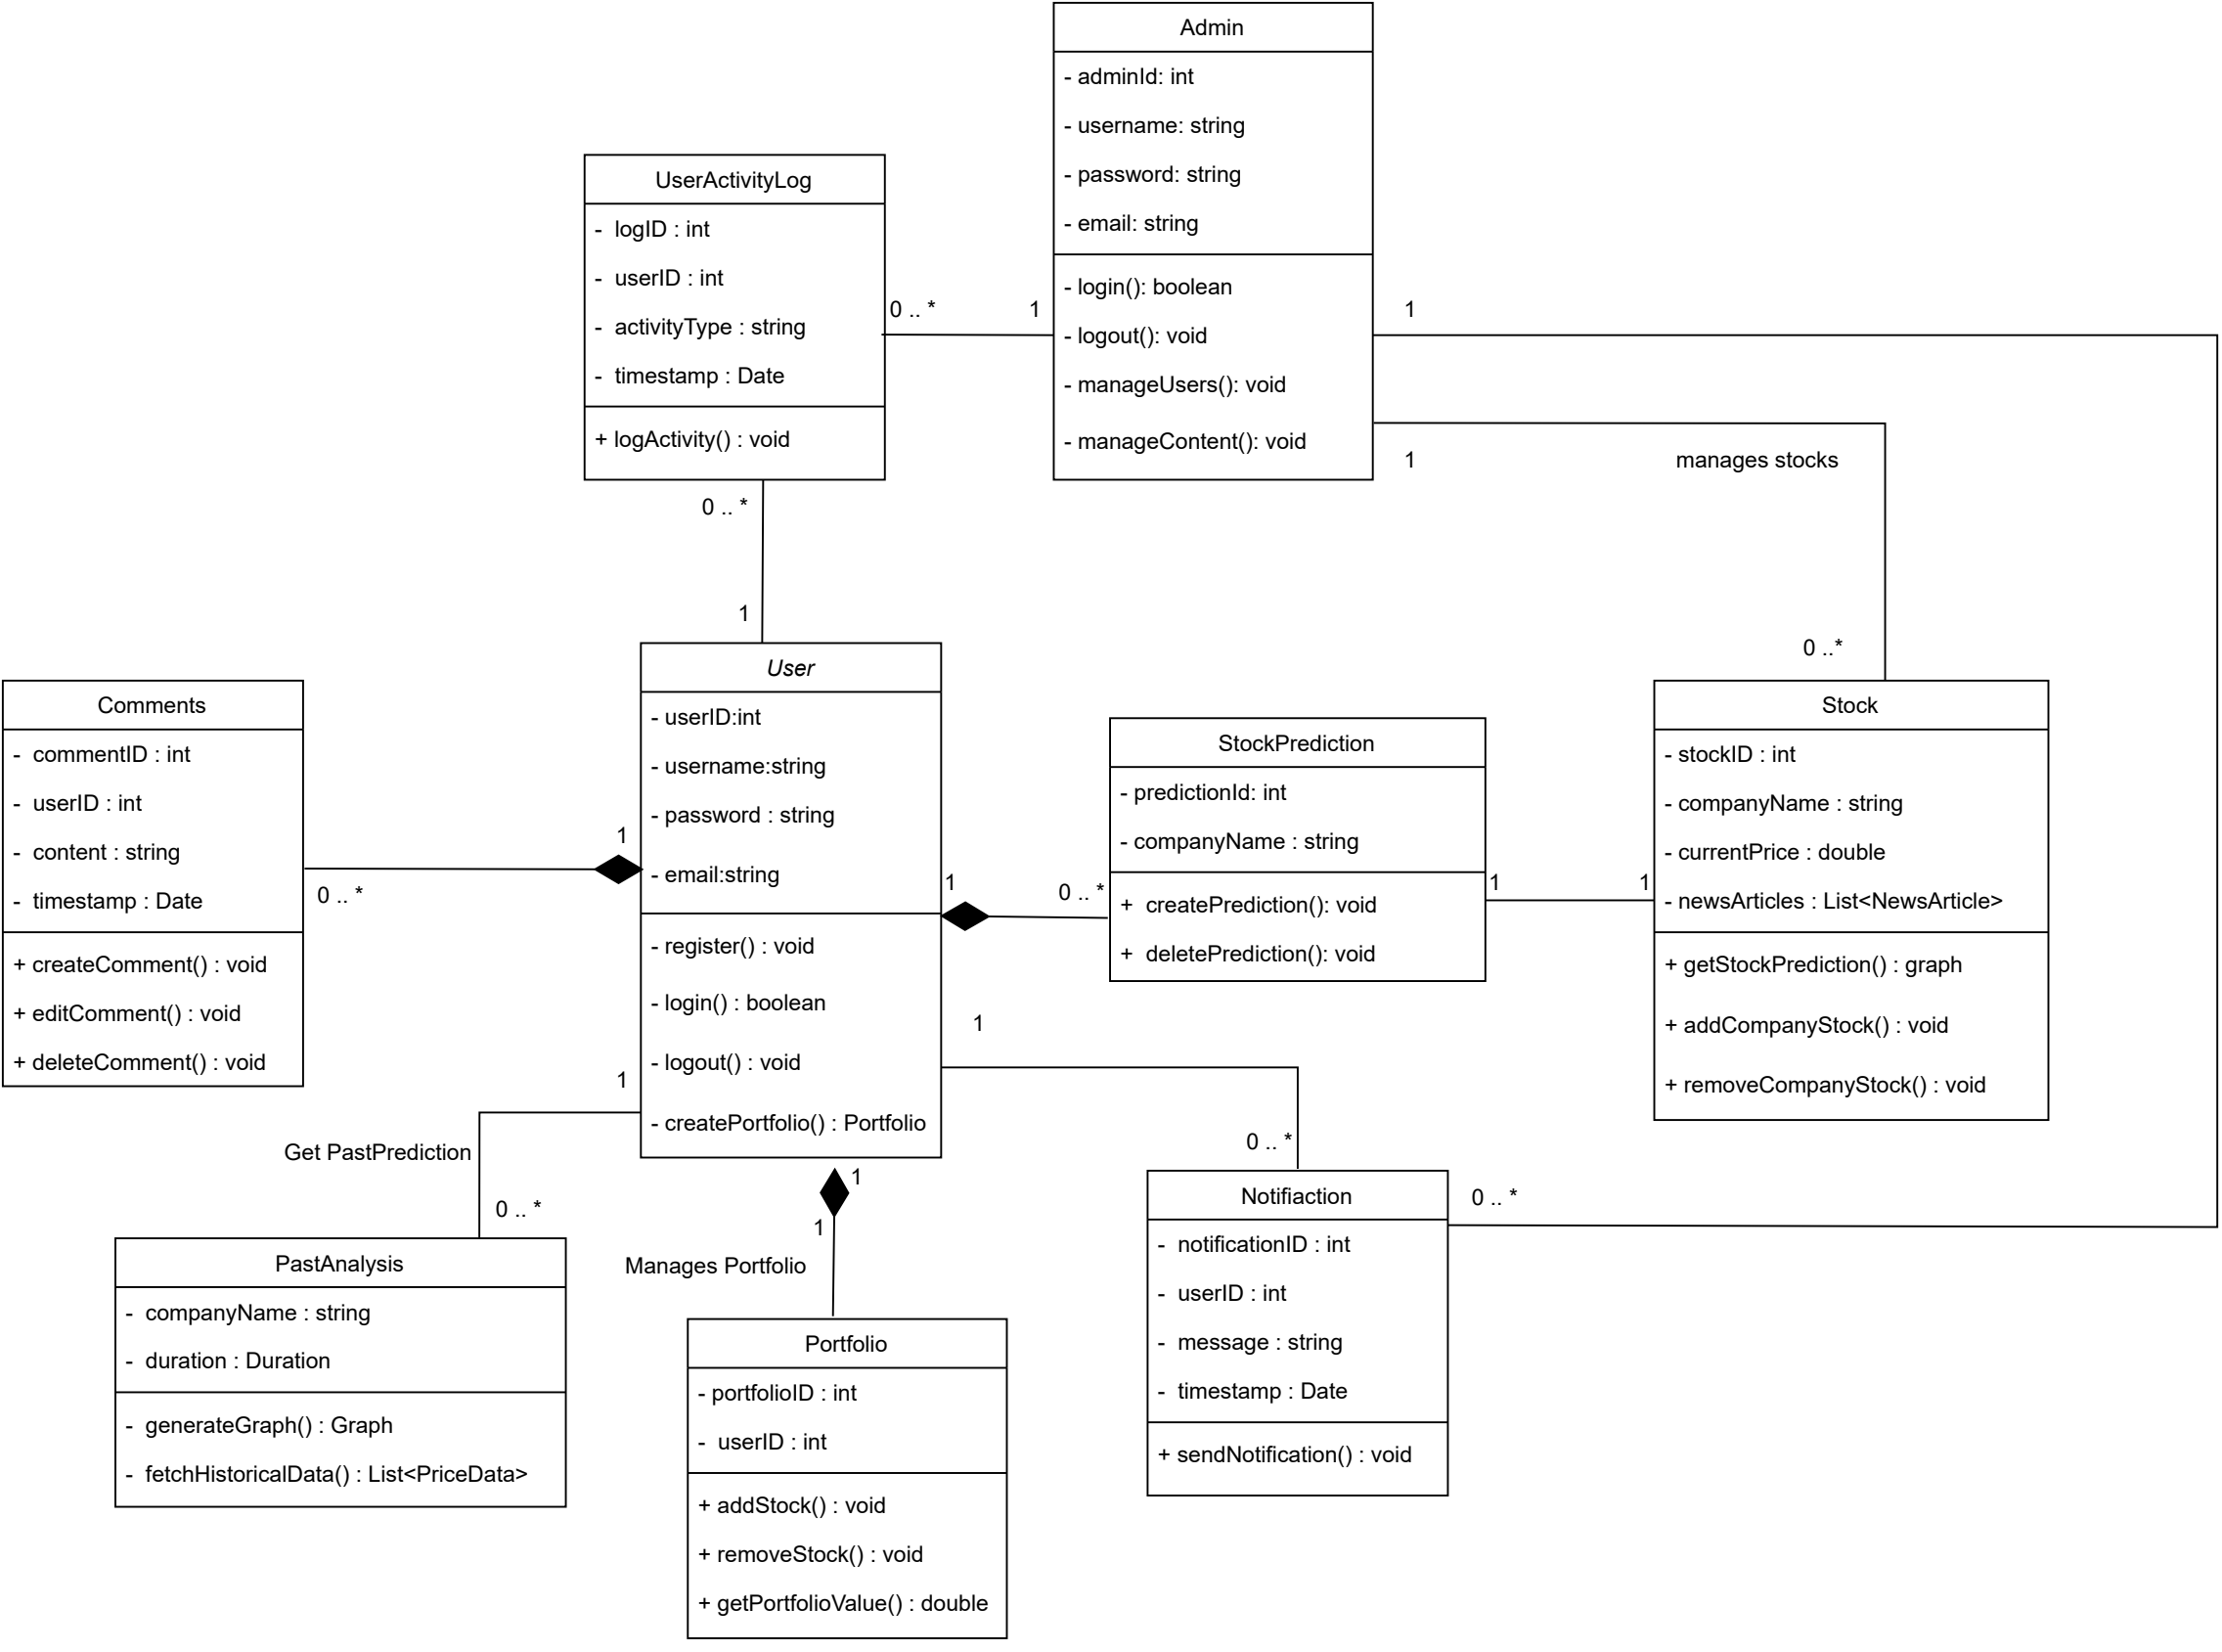 Admin
- adminId: int
- username: string
- password: string
- email: string
- login(): boolean
- logout(): void
- manageUsers(): void
- manageContent(): void
UserActivityLog
- logID : int
- userID : int
- activityType : string
- timestamp : Date
+ logActivity() : void
0 .. *
1
1
1
manages stocks
0 ..*
0 .. *
1
User
- userID:int
- username:string
- password : string
- email:string
- register() : void
- login() : boolean
- logout() : void
- createPortfolio() : Portfolio
Comments
- commentID : int
- userID : int
- content : string
- timestamp : Date
+ createComment() : void
+ editComment() : void
+ deleteComment() : void
1
0 .. *
1
0 .. *
StockPrediction
- predictionId: int
- companyName : string
+ createPrediction(): void
+ deletePrediction(): void
1
1
Stock
- stockID : int
- companyName : string
- currentPrice : double
- newsArticles : List<NewsArticle>
+ getStockPrediction() : graph
+ addCompanyStock() : void
+ removeCompanyStock() : void
1
Get PastPrediction
0 .. *
1
1
Manages Portfolio
1
0 .. *
0 .. *
PastAnalysis
- companyName : string
- duration : Duration
- generateGraph() : Graph
- fetchHistoricalData() : List<PriceData>
Portfolio
- portfolioID : int
- userID : int
+ addStock() : void
+ removeStock() : void
+ getPortfolioValue() : double
Notifiaction
- notificationID : int
- userID : int
- message : string
- timestamp : Date
+ sendNotification() : void